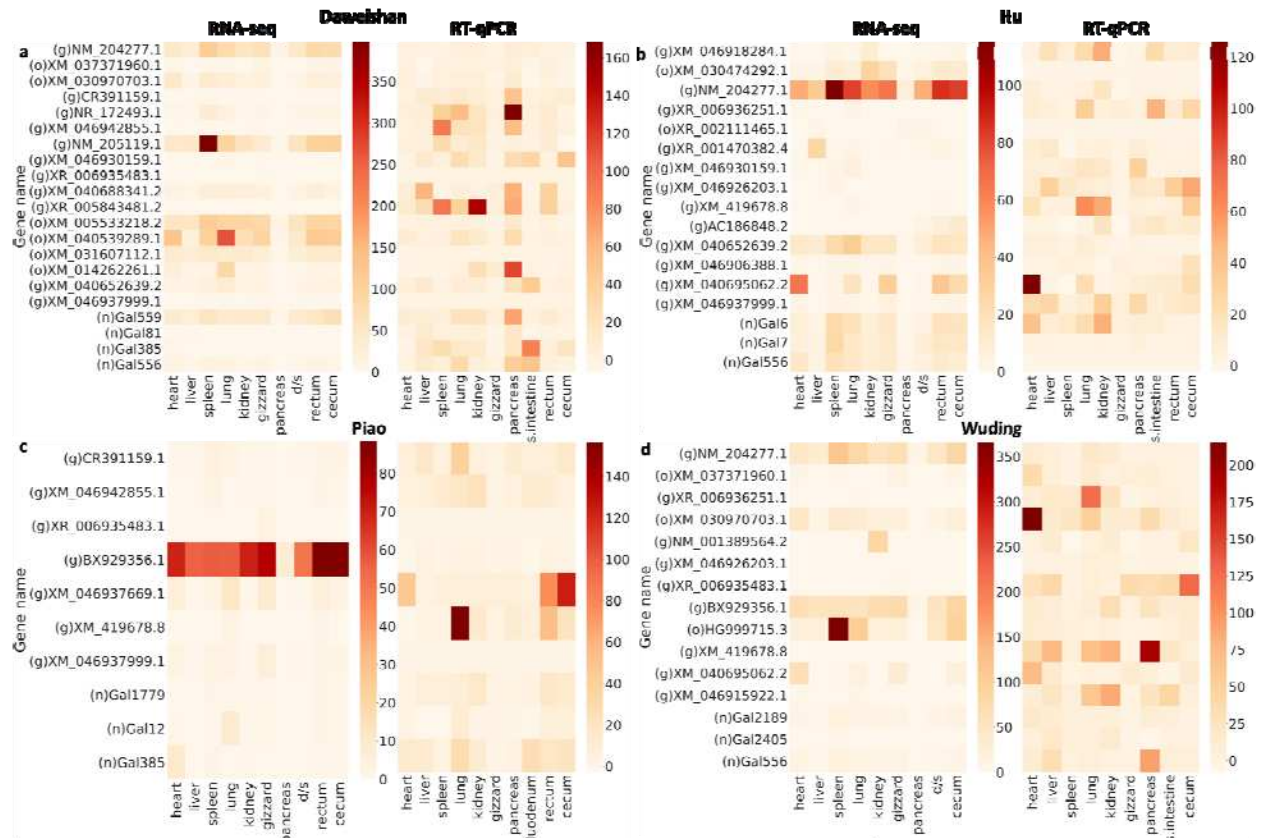 Daweishan
RNA-seq
RT-qPCR
a
(g)NM_204277.1
(o)XM_037371960.1
(o)XM_030970703.1
(g)CR391159.1
(g)NR_172493.1
(g)XM_046942855.1
(g)NM_205119.1
(g)XM_046930159.1
(g)XR_006935483.1
(g)XM_040688341.2
(g)XR_005843481.2
(o)XM_005533218.2
(o)XM_040539289.1
(o)XM_031607112.1
(o)XM_014262261.1
(g)XM_040652639.2
(g)XM_046937999.1
(n)Gal559
(n)Gal81
(n)Gal385
(n)Gal556
Gene name
heart
liver
spleen
lung
kidney
gizzard
pancreas
d/s
rectum
cecum
350
300
250
200
150
100
50
0
heart
liver
spleen
lung
kidney
gizzard
pancreas
s.intestine
rectum
cecum
160
140
120
100
80
60
40
20
0
Itu
RNA-seq
RT-qPCR
b
(g)XM_046918284.1
(o)XM_030474292.1
(g)NM_204277.1
(g)XR_006936251.1
(o)XR_002111465.1
(g)XR_001470382.4
(g)XM_046930159.1
(g)XM_046926203.1
(g)XM_419678.8
(g)AC186848.2
(g)XM_040652639.2
(g)XM_046906388.1
(g)XM_040695062.2
(g)XM_046937999.1
(n)Gal6
(n)Gal7
(n)Gal556
Gene name
heart
liver
spleen
lung
kidney
gizzard
pancreas
d/s
rectum
cecum
100
80
60
40
20
0
heart
liver
spleen
lung
kidney
gizzard
pancreas
s.intestine
rectum
cecum
120
100
80
60
40
20
0
Piao
c
(g)CR391159.1
(g)XM_046942855.1
(g)XR_006935483.1
(g)BX929356.1
(g)XM_046937669.1
(g)XM_419678.8
(g)XM_046937999.1
(n)Gal1779
(n)Gal12
(n)Gal385
Gene name
heart
liver
spleen
lung
kidney
gizzard
pancreas
d/s
rectum
cecum
80
70
60
50
40
30
20
10
0
heart
liver
spleen
lung
kidney
gizzard
pancreas
luodenum
rectum
cecum
140
120
100
80
60
40
20
0
Wuding
d
(g)NM_204277.1
(o)XM_037371960.1
(g)XR_006936251.1
(o)XM_030970703.1
(g)NM_001389564.2
(g)XM_046926203.1
(g)XR_006935483.1
(g)BX929356.1
(o)HG999715.3
(g)XM_419678.8
(g)XM_040695062.2
(g)XM_046915922.1
(n)Gal2189
(n)Gal2405
(n)Gal556
Gene name
heart
liver
spleen
lung
kidney
gizzard
pancreas
d/s
rectum
cecum
350
300
250
200
150
100
50
0
heart
liver
spleen
lung
kidney
gizzard
pancreas
s.intestine
rectum
cecum
200
175
150
125
100
75
50
25
0